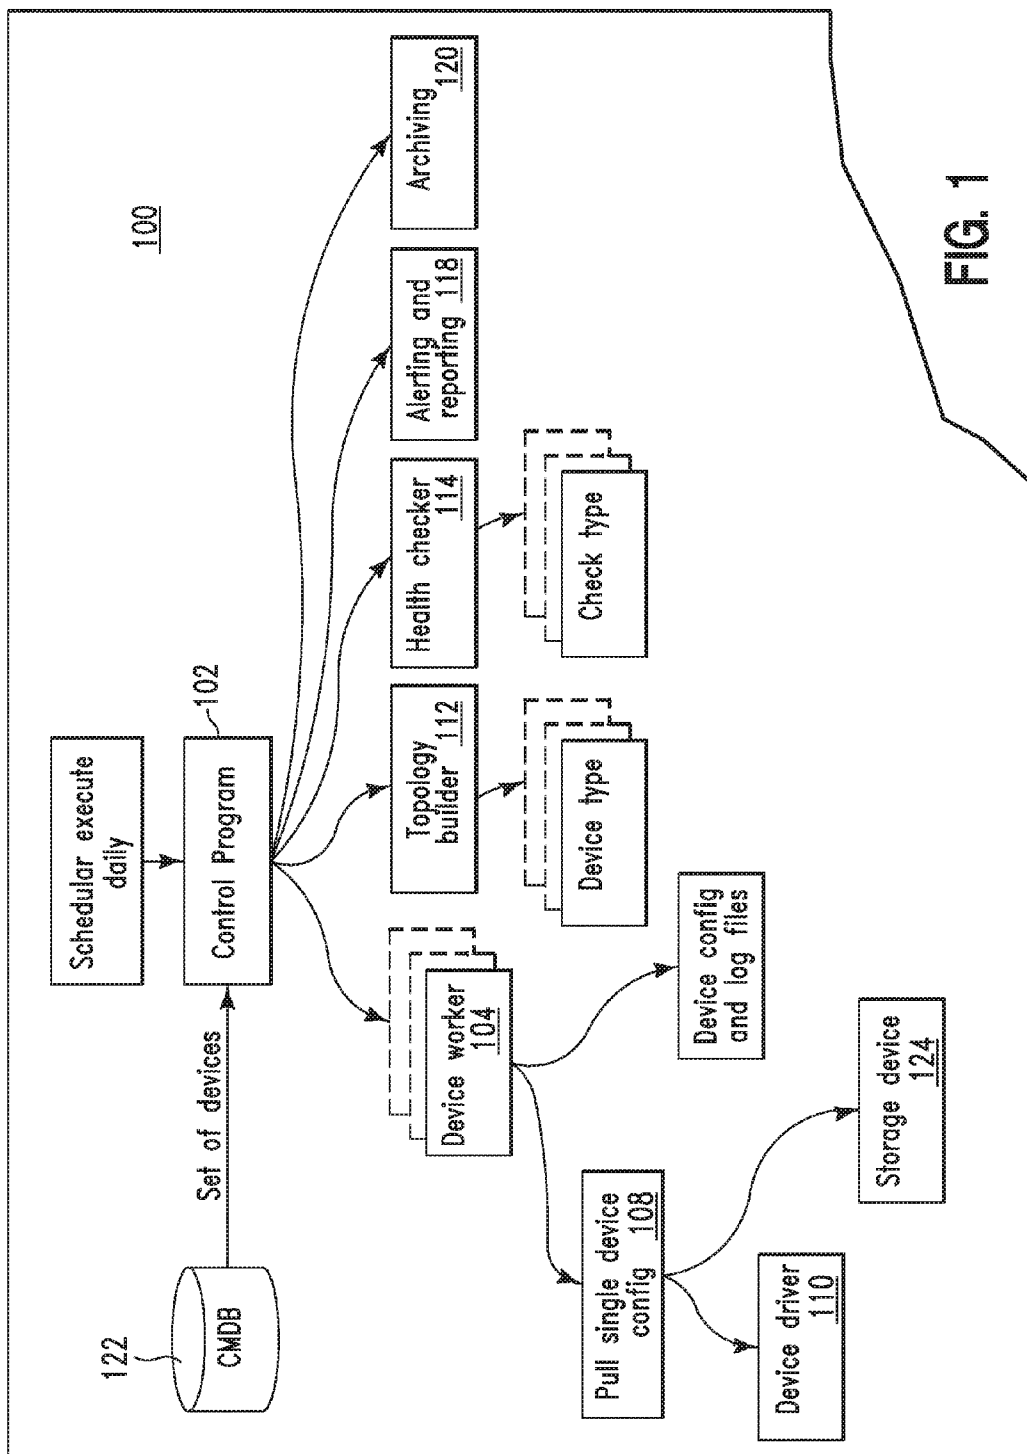 100
Schedular execute
daily
102
Control Program
Set of devices
122
CMDB
Device worker
104
Topology
builder 112
Health checker
114
Alerting and
reporting 118
Archiving
120
Device type
Check type
Pull single device
config 108
Device config
and log files
Device driver
110
Storage device
124
FIG. 1